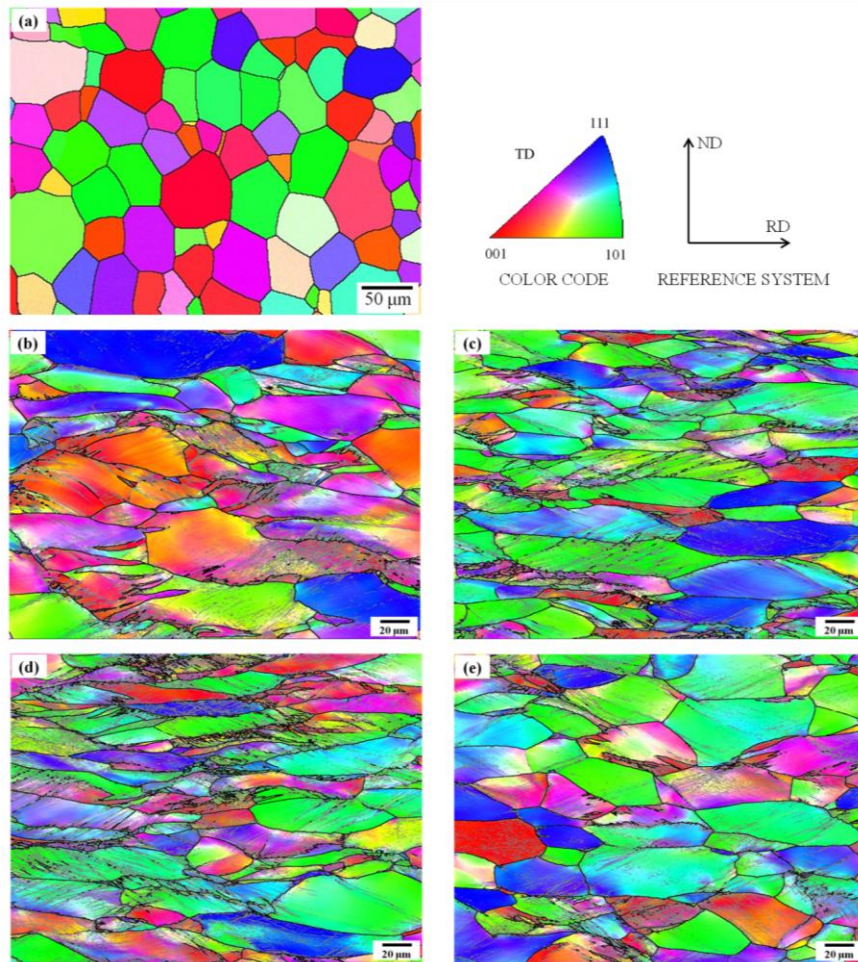 (a)
50 μm
111
TD
001
101
COLOR CODE
ND
RD
REFERENCE SYSTEM
(b)
20 μm
(c)
20 μm
(d)
20 μm
(e)
20 μm